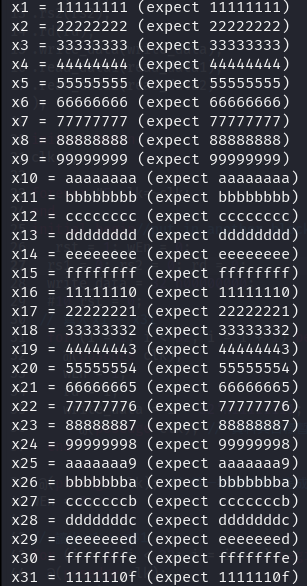 x1 = 11111111 (expect 11111111)
x2 = 22222222 (expect 22222222)
x3 = 33333333 (expect 33333333)
x4 = 44444444 (expect 44444444)
x5 = 55555555 (expect 55555555)
x6 = 66666666 (expect 66666666)
x7 = 77777777 (expect 77777777)
x8 = 88888888 (expect 88888888)
x9 = 99999999 (expect 99999999)
x10 = aaaaaaaa (expect aaaaaaaa)
x11 = bbbbbbbb (expect bbbbbbbb)
x12 = cccccccc (expect cccccccc)
x13 = dddddddd (expect dddddddd)
x14 = eeeeeeee (expect eeeeeeee)
x15 = ffffffff (expect ffffffff)
x16 = 11111110 (expect 11111110)
x17 = 22222221 (expect 22222221)
x18 = 33333332 (expect 33333332)
x19 = 44444443 (expect 44444443)
x20 = 55555554 (expect 55555554)
x21 = 66666665 (expect 66666665)
x22 = 77777776 (expect 77777776)
x23 = 88888887 (expect 88888887)
x24 = 99999998 (expect 99999998)
x25 = aaaaaaa9 (expect aaaaaaa9)
x26 = bbbbbbba (expect bbbbbbba)
x27 = cccccccb (expect cccccccb)
x28 = dddddddc (expect dddddddc)
x29 = eeeeeeed (expect eeeeeeed)
x30 = fffffffe (expect fffffffe)
x31 = 1111110f (expect 1111110f)